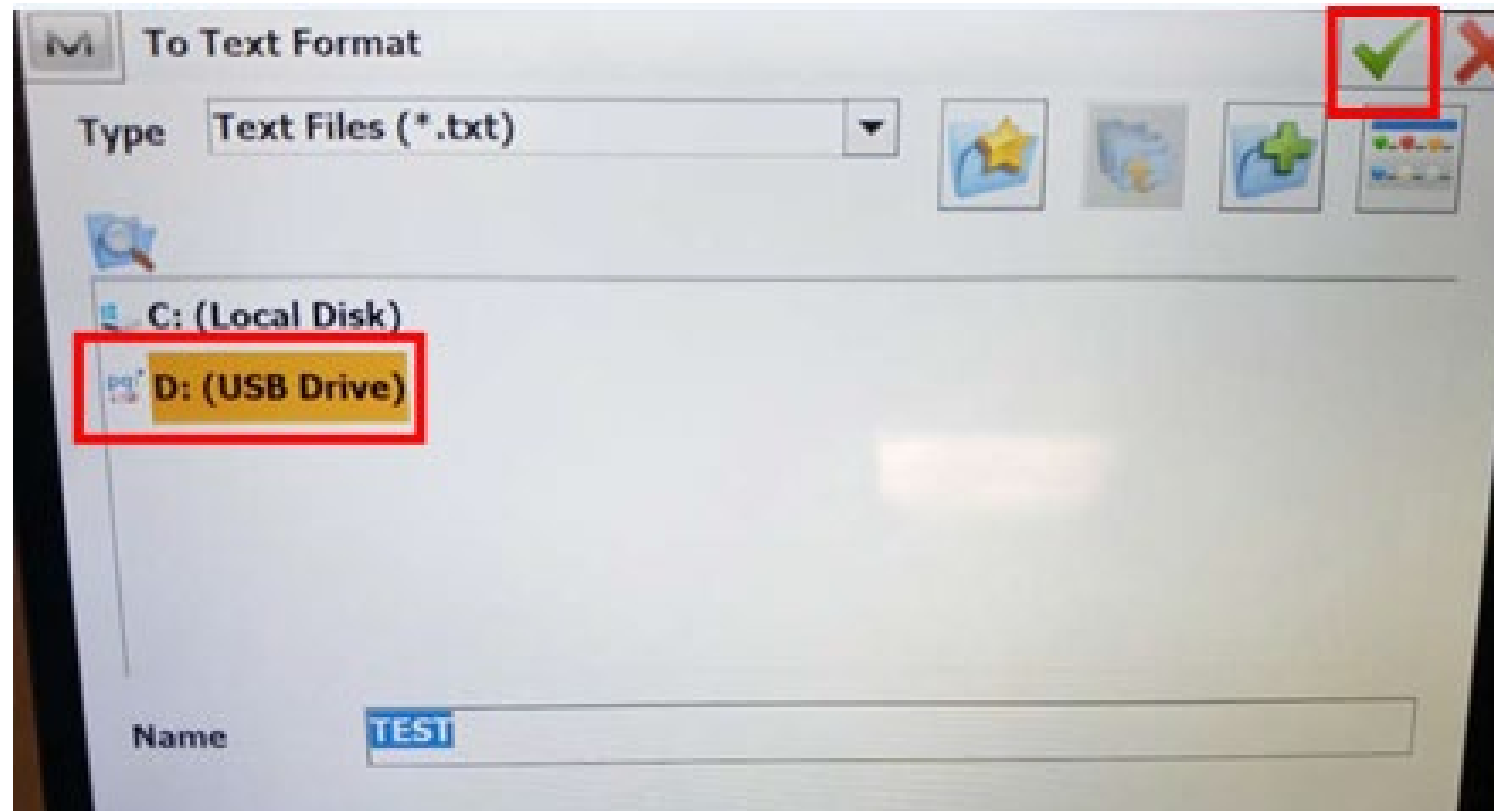 To Text Format
Type Text Files (*.txt)
C: (Local Disk)
D: (USB Drive)
Name TEST